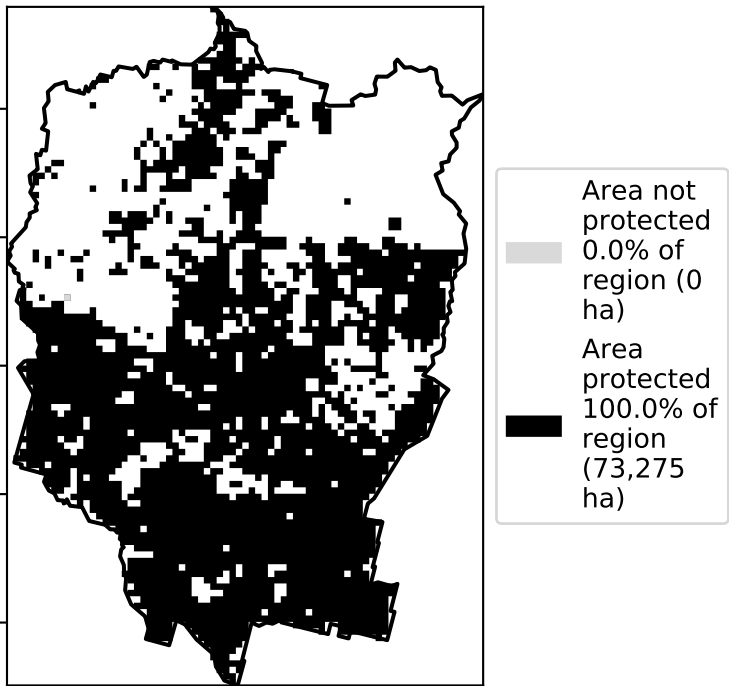 Area not
protected
0.0% of
region (0
ha)
Area
protected
100.0% of
region
(73,275
ha)